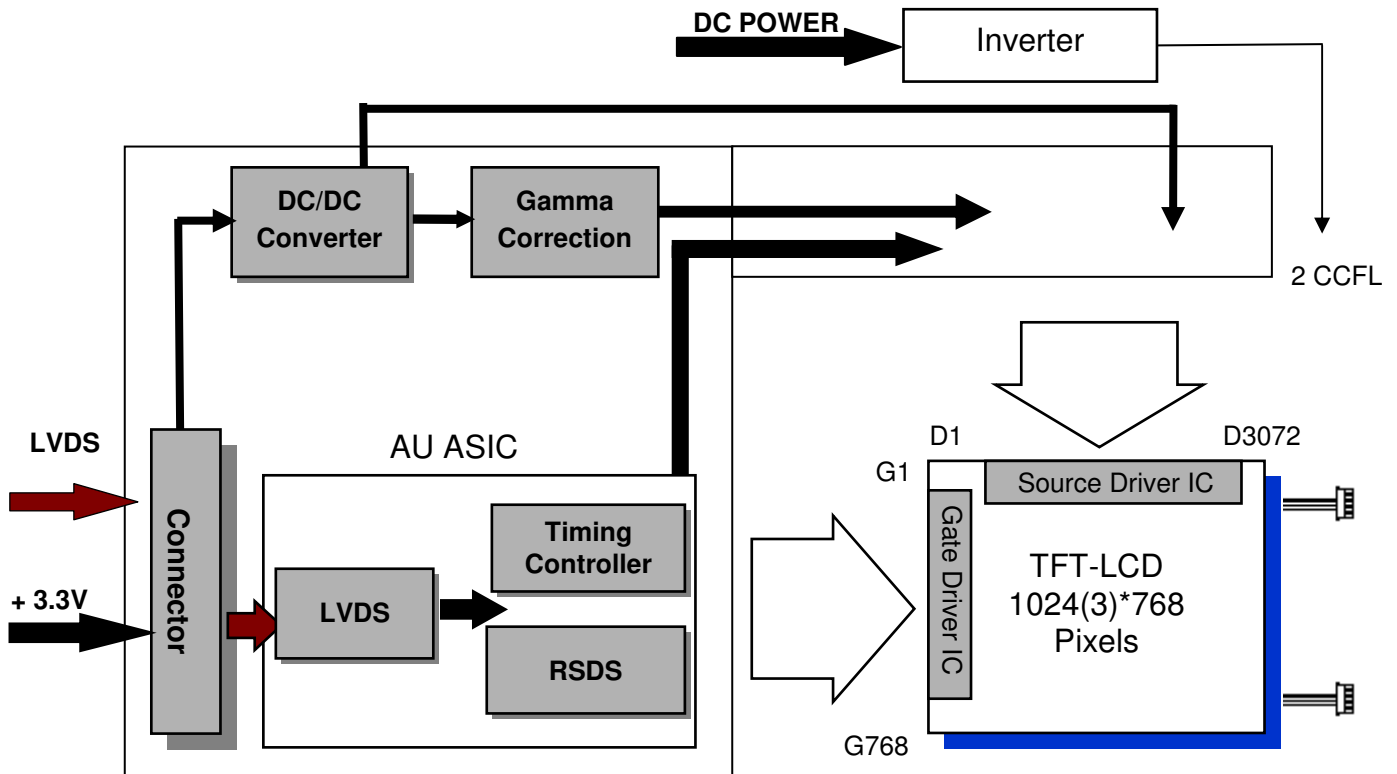 DC POWER
Inverter
DC/DC
Converter
Gamma
Correction
2 CCFL
LVDS
+ 3.3V
Connector
AU ASIC
LVDS
Timing
Controller
RSDS
D1
D3072
G1
G768
Source Driver IC
Gate Driver IC
TFT-LCD
1024(3)*768
Pixels